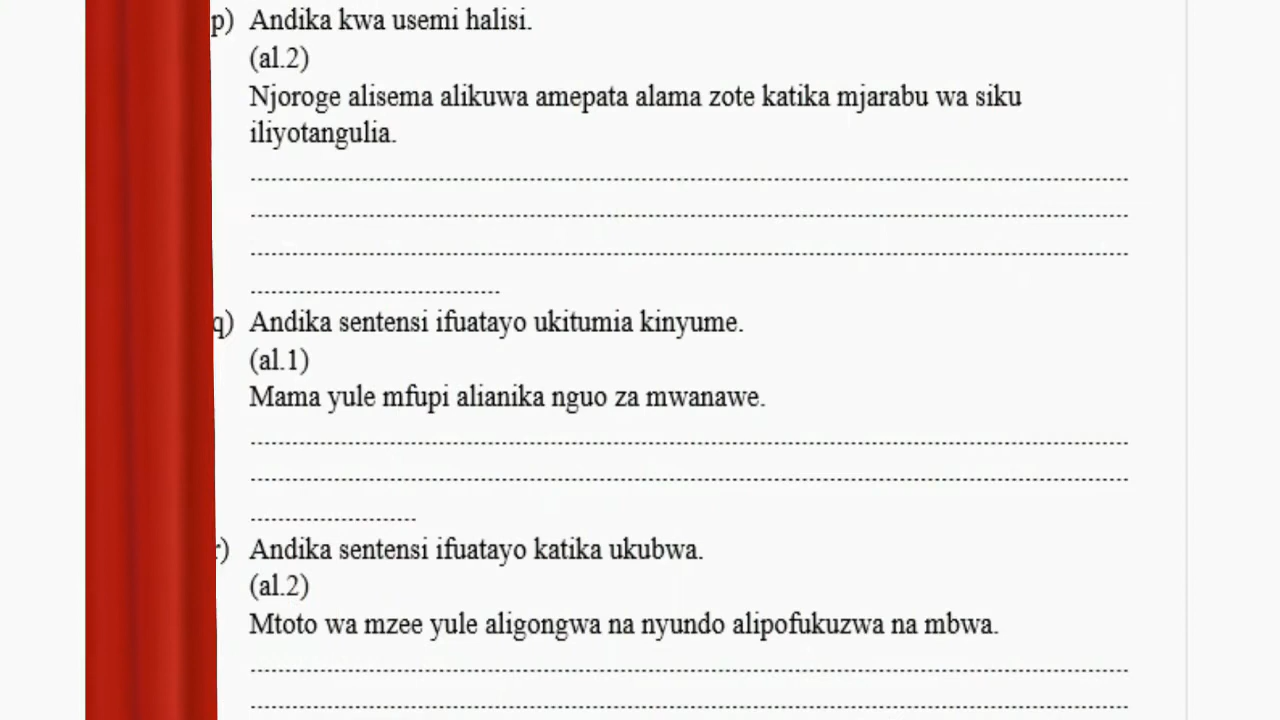 p) Andika kwa usemi halisi.
(al.2)
Njoroge alisema alikuwa amepata alama zote katika mjarabu wa siku
iliyotangulia.
q) Andika sentensi ifuatayo ukitumia kinyume.
(al.1)
Mama yule mfupi alianika nguo za mwanawe.
r) Andika sentensi ifuatayo katika ukubwa.
(al.2)
Mtoto wa mzee yule aligongwa na nyundo alipofukuzwa na mbwa.